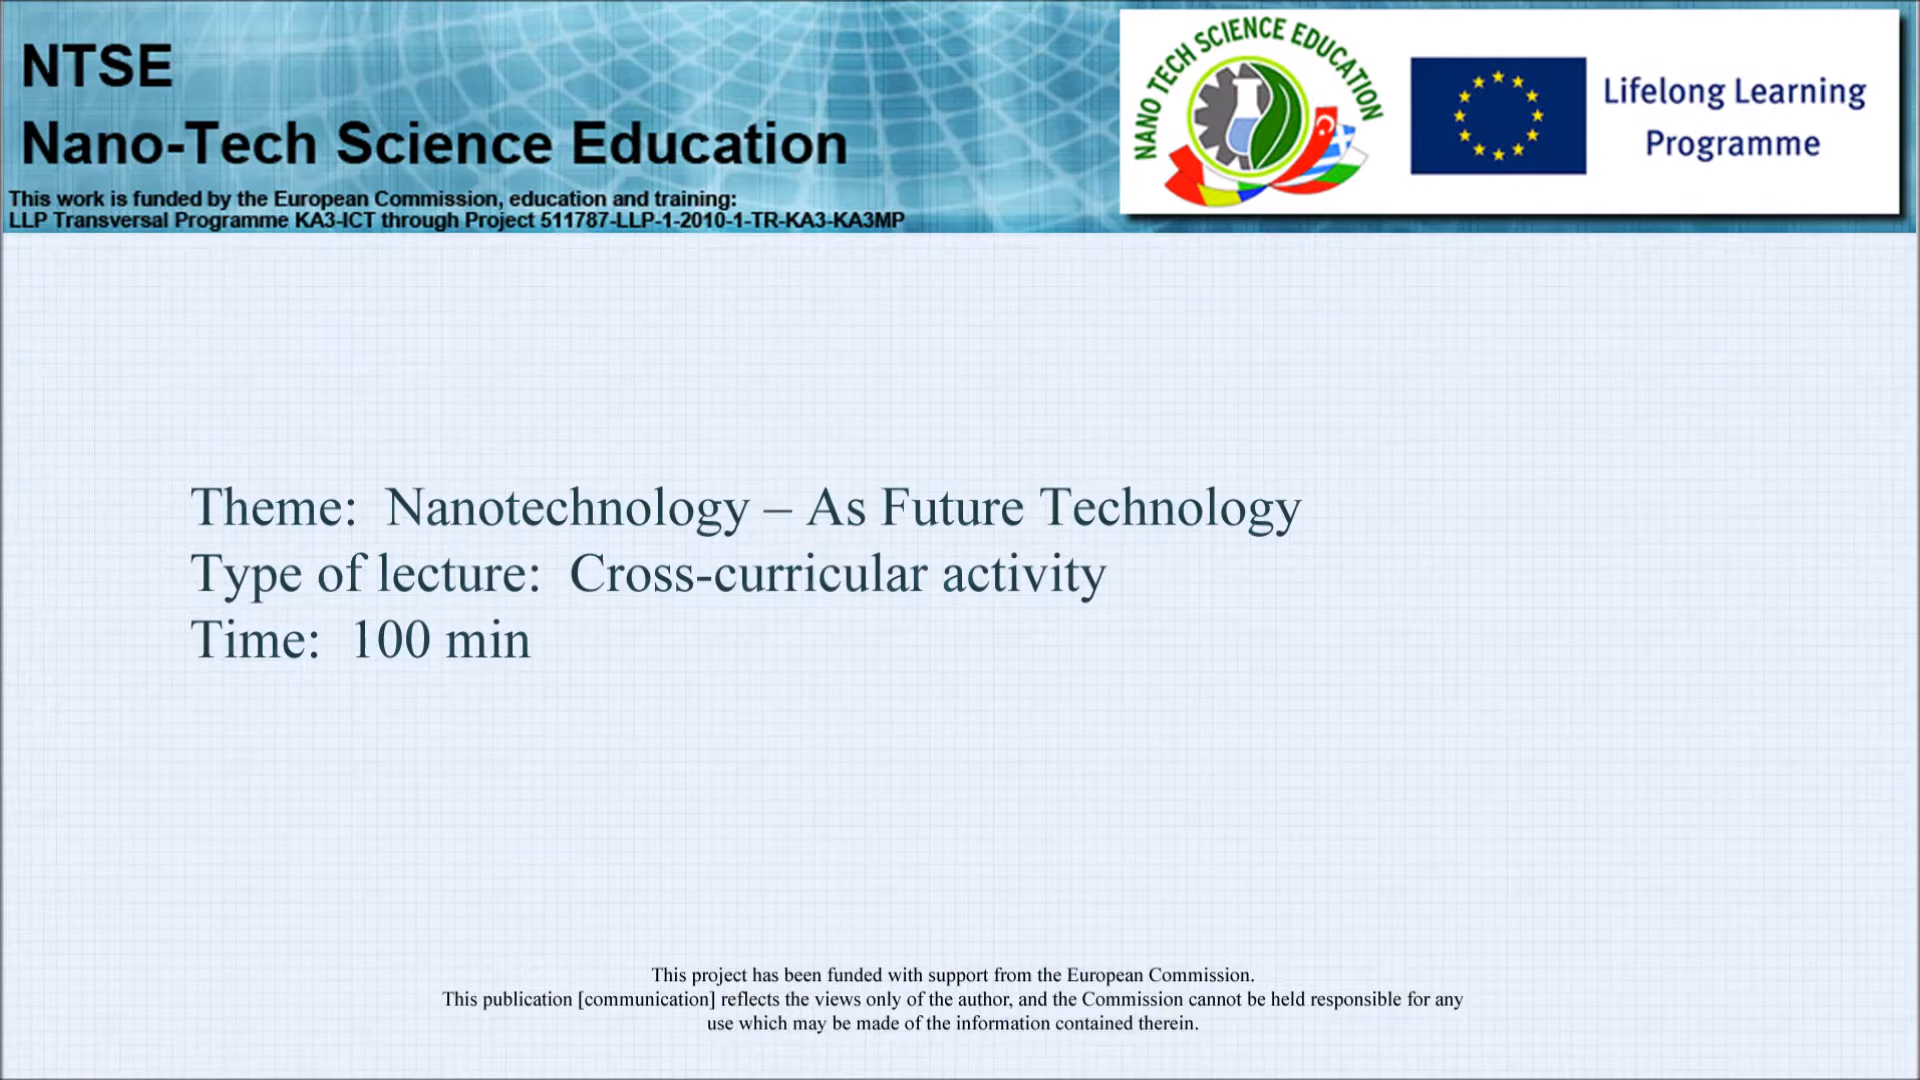 NTSE
Nano-Tech Science Education
This work is funded by the European Commission, education and training:
LLP Transversal Programme KA3-ICT through Project 511787-LLP-1-2010-1-TR-KA3-KA3MP
NANO TECH SCIENCE EDUCATION
Lifelong Learning
Programme
Theme: Nanotechnology – As Future Technology
Type of lecture: Cross-curricular activity
Time: 100 min
This project has been funded with support from the European Commission.
This publication [communication] reflects the views only of the author, and the Commission cannot be held responsible for any
use which may be made of the information contained therein.